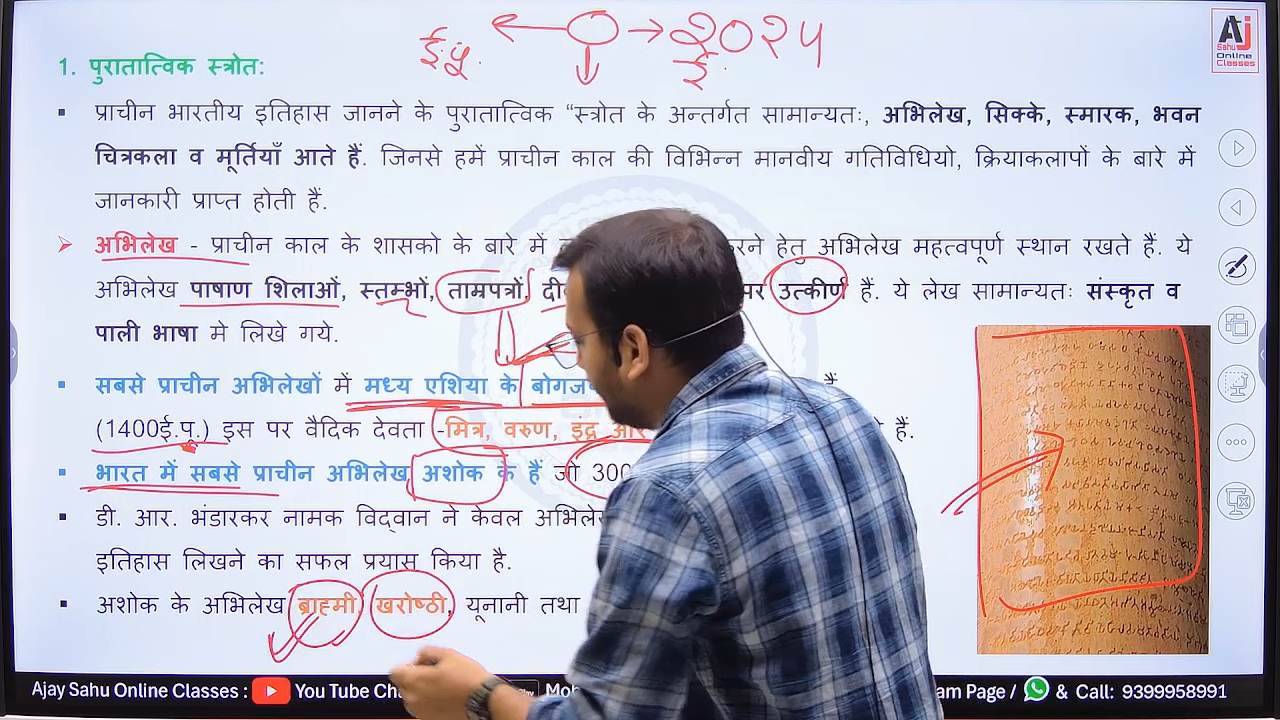 ई.पू. २०२५ ई.
Aj Sahu Online Classes
1. पुरातात्विक स्त्रोत:
प्राचीन भारतीय इतिहास जानने के पुरातात्विक “स्त्रोत के अन्तर्गत सामान्यतः, अभिलेख, सिक्के, स्मारक, भवन
चित्रकला व मूर्तियाँ आते हैं. जिनसे हमें प्राचीन काल की विभिन्न मानवीय गतिविधियो, क्रियाकलापों के बारे में
जानकारी प्राप्त होती हैं.
अभिलेख - प्राचीन काल के शासको के बारे में करने हेतु अभिलेख महत्वपूर्ण स्थान रखते हैं. ये
अभिलेख पाषाण शिलाओं, स्तम्भों, ताम्रपत्रों, उत्कीर्ण हैं. ये लेख सामान्यतः संस्कृत व
पाली भाषा मे लिखे गये.
सबसे प्राचीन अभिलेखों में मध्य एशिया के
(1400ई.पू.) इस पर वैदिक देवता -मित्र, वरुण, इंद्र हैं.
भारत में सबसे प्राचीन अभिलेख अशोक के हैं जो 300
डी. आर. भंडारकर नामक विद्वान ने केवल
इतिहास लिखने का सफल प्रयास किया है.
अशोक के अभिलेख ब्राह्मी, खरोष्ठी, यूनानी तथा
Ajay Sahu Online Classes : You Tube Page / & Call: 9399958991